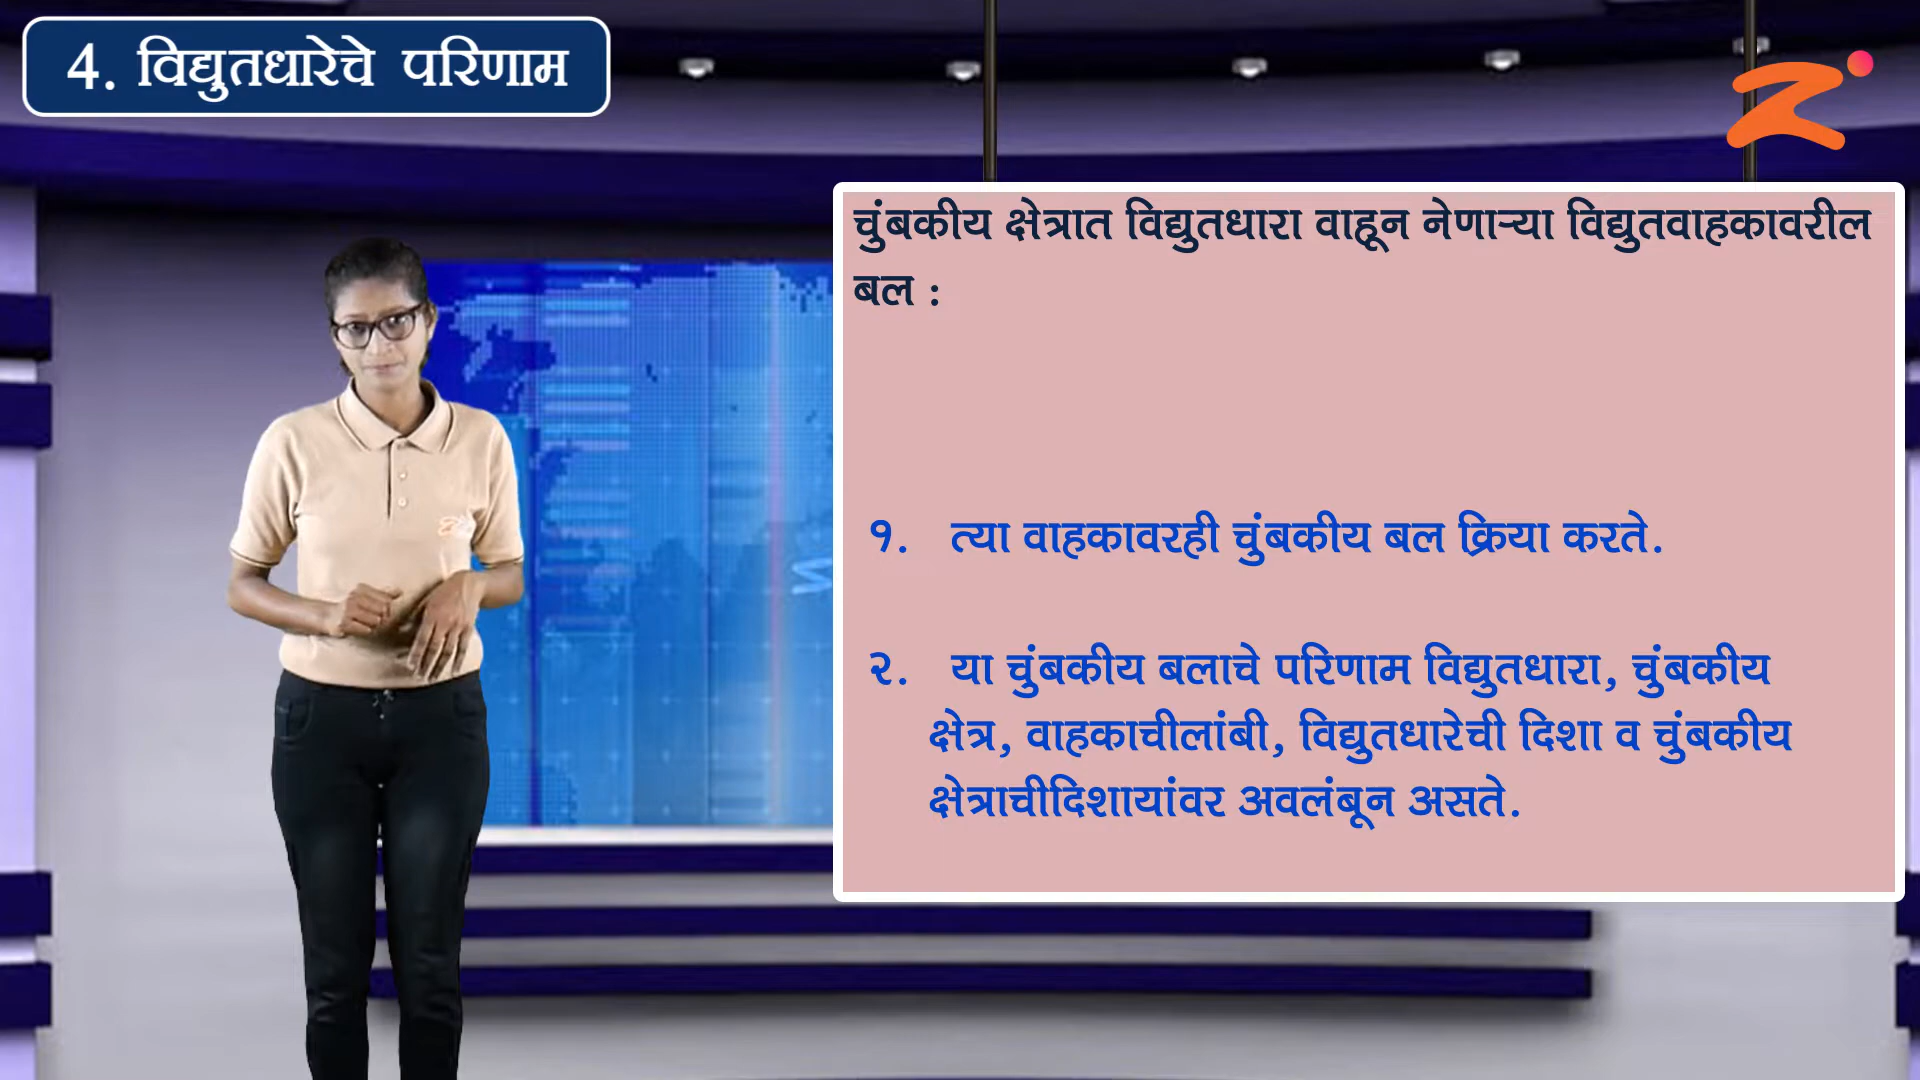 4. विद्युतधारेचे परिणाम
चुंबकीय क्षेत्रात विद्युतधारा वाहून नेणाऱ्या विद्युतवाहकावरील
बल :
१. त्या वाहकावरही चुंबकीय बल क्रिया करते.
२. या चुंबकीय बलाचे परिणाम विद्युतधारा, चुंबकीय
क्षेत्र, वाहकाचीलांबी, विद्युतधारेची दिशा व चुंबकीय
क्षेत्राचीदिशायांवर अवलंबून असते.